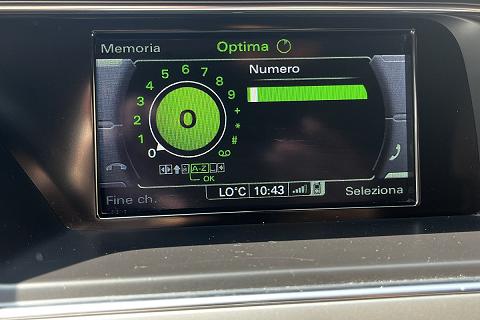 Memoria Optima
Numero
0 1 2 3 4 5 6 7 8 9 + * #
0
A-Z
OK
LO°C 10:43
Fine ch. Seleziona